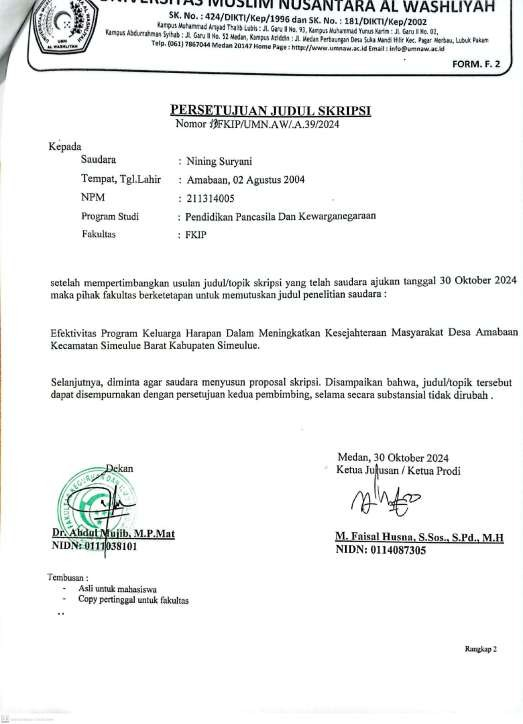 UNIVERSITAS MUSLIM NUSANTARA AL WASHLIYAH
SK. No. : 424/DIKTI/Kep/1996 dan SK. No. : 181/DIKTI/Kep/2002
Kampus Muhammad Arsyad Thalib Lubis : Jl. Garu II No. 93, Kampus Muhammad Yunus Karim : Jl. Garu II No. 02,
Kampus Abdurrahman Syihab : Jl. Garu II No. 52 Medan, Kampus Aziddin : Jl. Medan Perbaungan Desa Suka Mandi Hilir Kec. Pagar Merbau, Lubuk Pakam
Telp. (061) 7867044 Medan 20147 Home Page : http://www.umnaw.ac.id Email : info@umnaw.ac.id
UMN
AL WASHLIYAH
FORM. F. 2
PERSETUJUAN JUDUL SKRIPSI
Nomor FKIP/UMN.AW/.A.39/2024
Kepada
Saudara : Nining Suryani
Tempat, Tgl.Lahir : Amabaan, 02 Agustus 2004
NPM : 211314005
Program Studi : Pendidikan Pancasila Dan Kewarganegaraan
Fakultas : FKIP
setelah mempertimbangkan usulan judul/topik skripsi yang telah saudara ajukan tanggal 30 Oktober 2024
maka pihak fakultas berketetapan untuk memutuskan judul penelitian saudara :
Efektivitas Program Keluarga Harapan Dalam Meningkatkan Kesejahteraan Masyarakat Desa Amabaan
Kecamatan Simeulue Barat Kabupaten Simeulue.
Selanjutnya, diminta agar saudara menyusun proposal skripsi. Disampaikan bahwa, judul/topik tersebut
dapat disempurnakan dengan persetujuan kedua pembimbing, selama secara substansial tidak dirubah .
Medan, 30 Oktober 2024
Dekan
Ketua Jurusan / Ketua Prodi
Dr. Abdul Mujib, M.P.Mat
NIDN: 0111038101
M. Faisal Husna, S.Sos., S.Pd., M.H
NIDN: 0114087305
Tembusan :
- Asli untuk mahasiswa
- Copy pertinggal untuk fakultas
Rangkap 2